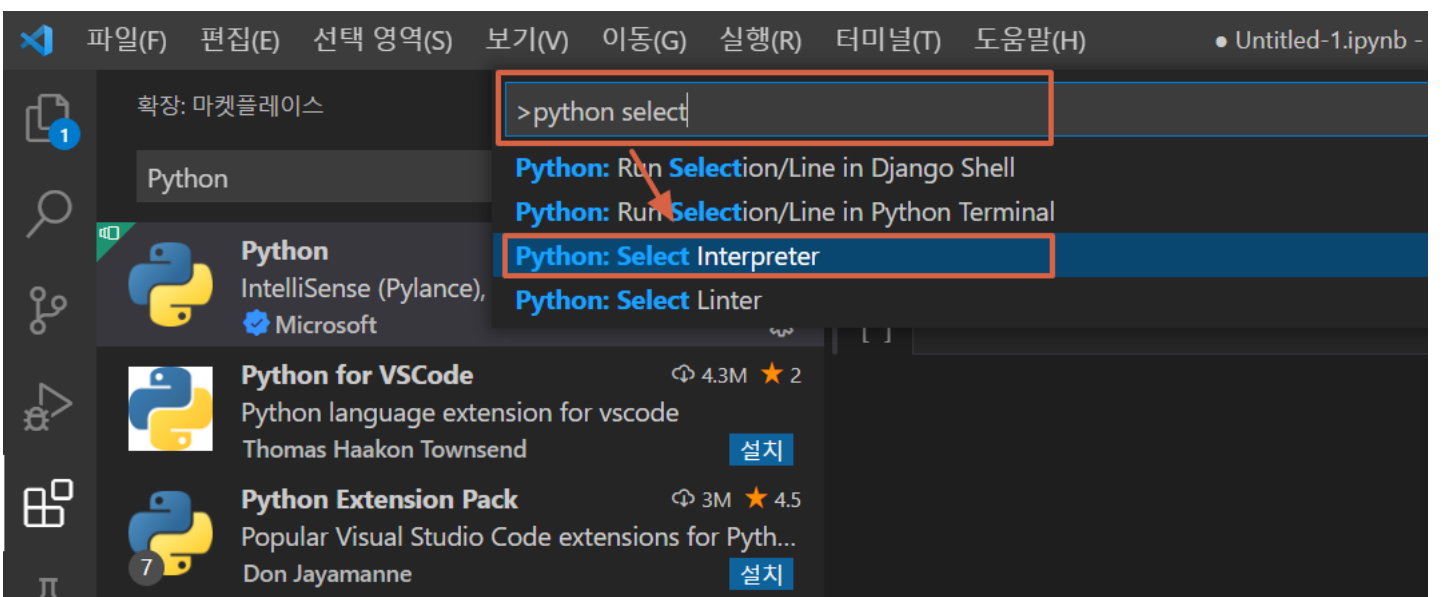 파일(F) 편집(E) 선택 영역(S) 보기(V) 이동(G) 실행(R) 터미널(T) 도움말(H) ● Untitled-1.ipynb -
확장: 마켓플레이스
>python select
Python
Python: Run Selection/Line in Django Shell
Python: Run Selection/Line in Python Terminal
Python: Select Interpreter
Python: Select Linter
1
Python
IntelliSense (Pylance),
Microsoft
[ ]
Python for VSCode 4.3M ★ 2
Python language extension for vscode
Thomas Haakon Townsend 설치
Python Extension Pack 3M ★ 4.5
Popular Visual Studio Code extensions for Pyth...
7 Don Jayamanne 설치